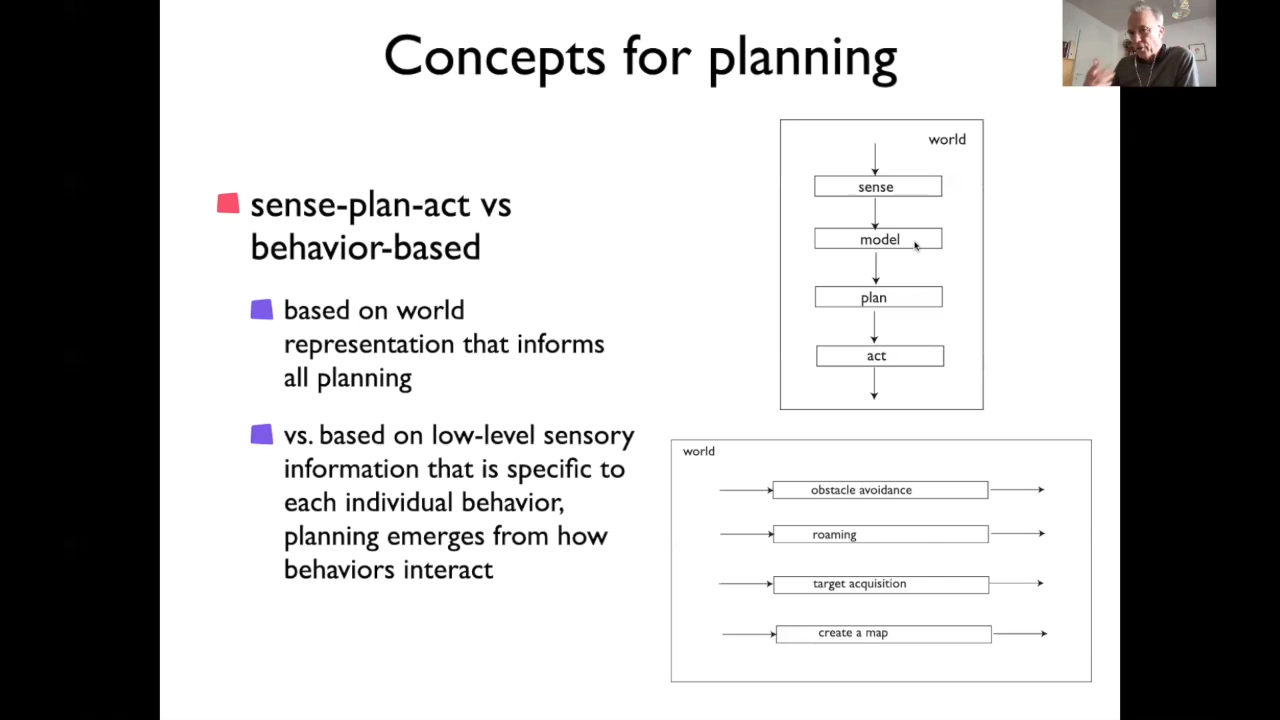 Concepts for planning
sense-plan-act vs
behavior-based
based on world
representation that informs
all planning
vs. based on low-level sensory
information that is specific to
each individual behavior,
planning emerges from how
behaviors interact
world
sense
model
plan
act
world
obstacle avoidance
roaming
target acquisition
create a map